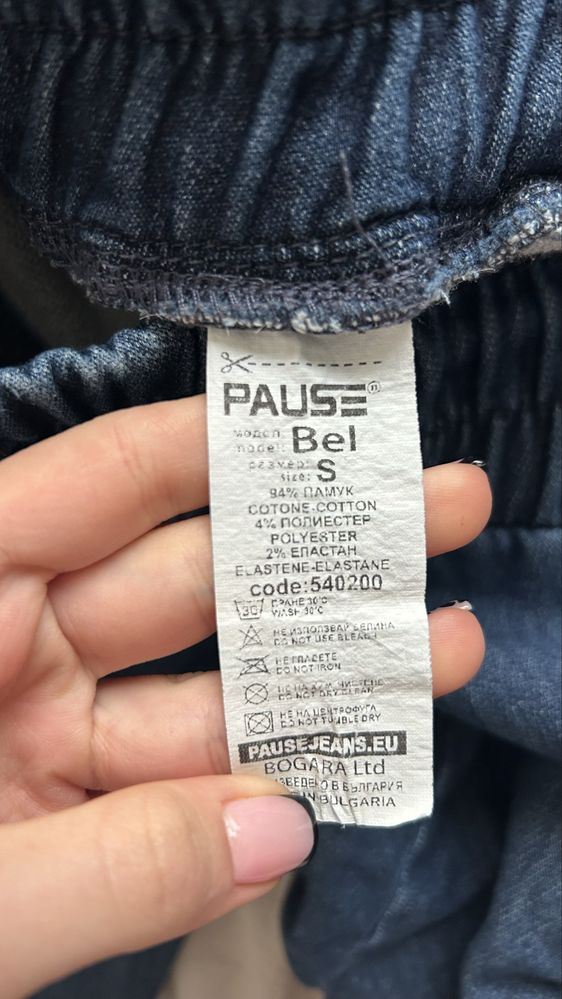 PAUSE
модел
model: Bel
размер:
size: S
94% ПАМУК
COTONE-COTTON
4% ПОЛИЕСТЕР
POLYESTER
2% ЕЛАСТАН
ELASTENE-ELASTANE
code:540200
30 ПРАНЕ 30°C
WASH 30°C
НЕ ИЗПОЛЗВАЙ БЕЛИНА
DO NOT USE BLEACH
НЕ ГЛАДЕТЕ
DO NOT IRON
DO NOT DRY CLEAN
НЕ НА ЦЕНТРОФУГА
DO NOT TUMBLE DRY
PAUSEJEANS.EU
BOGARA Ltd
В БЪЛГАРИЯ
IN BULGARIA